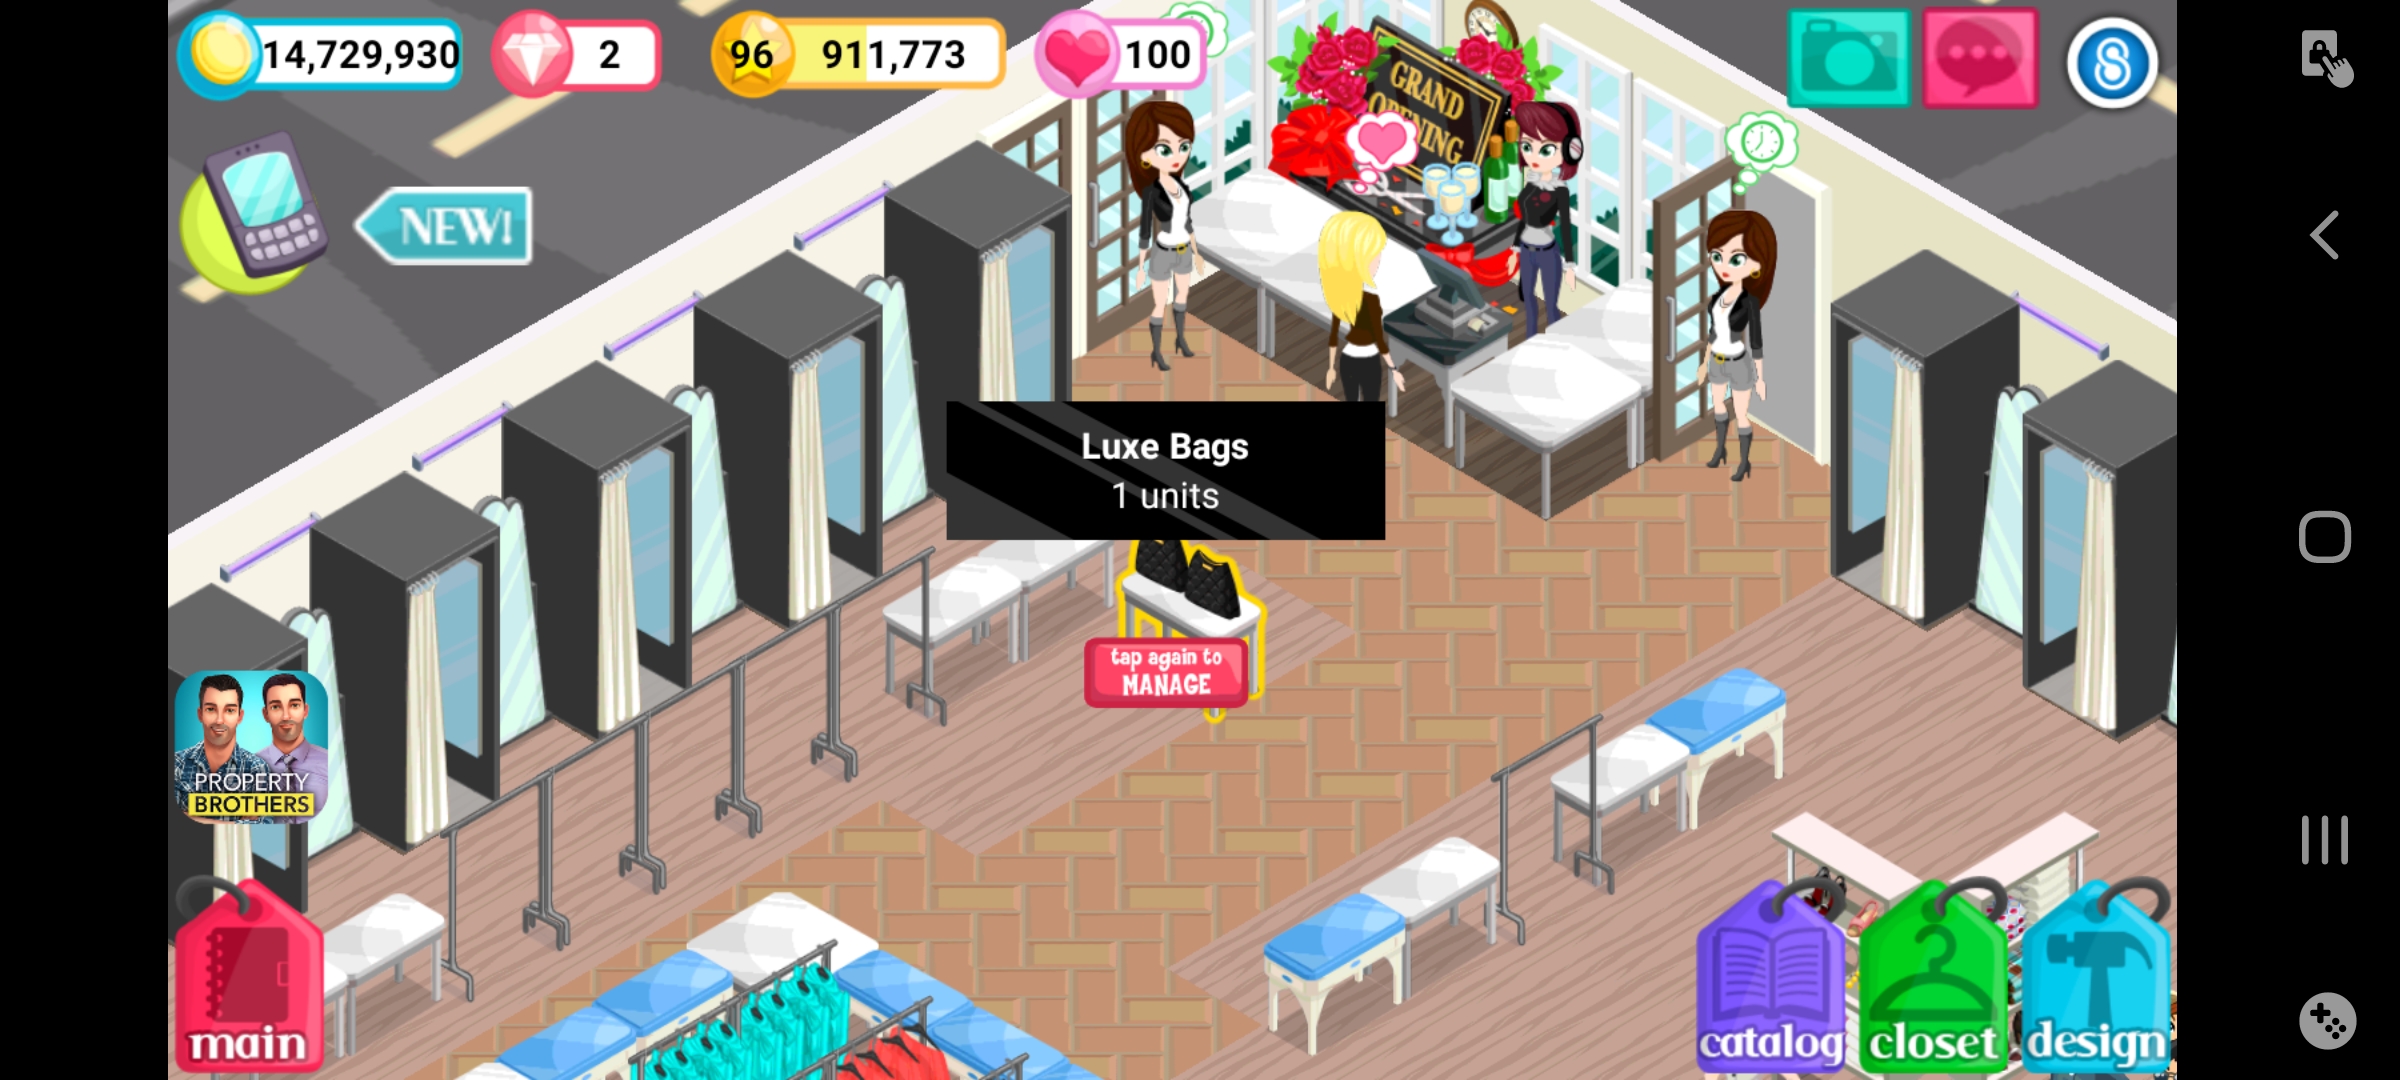 14,729,930
2
96
911,773
100
GRAND
OPENING
NEW!
Luxe Bags
1 units
tap again to
MANAGE
PROPERTY
BROTHERS
main
catalog
closet
design